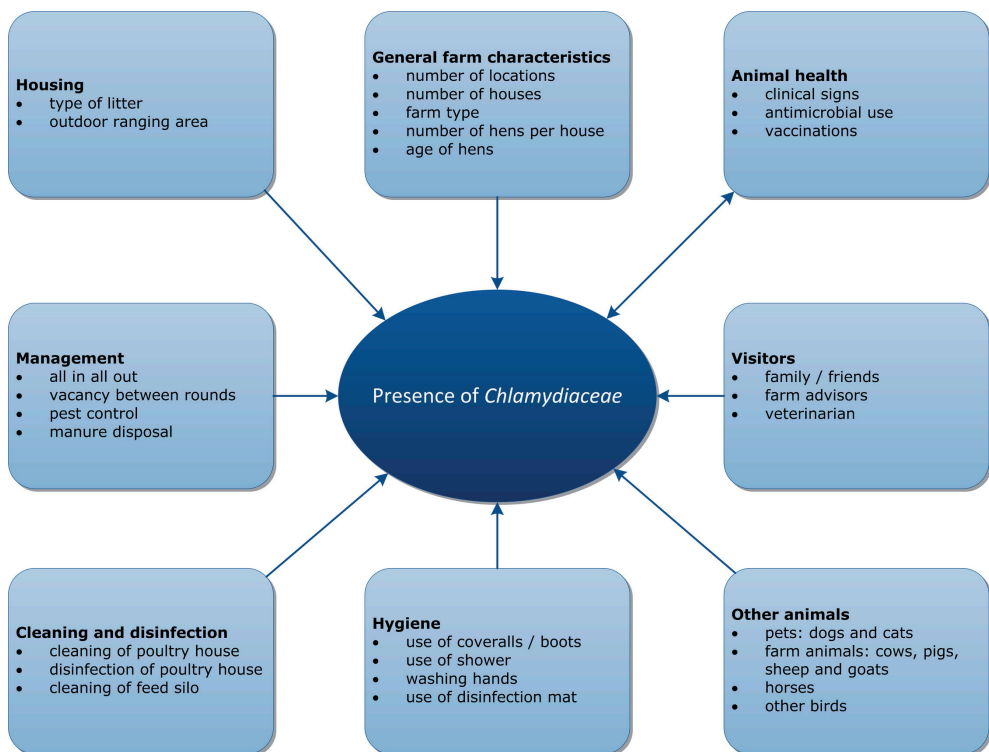 Housing
• type of litter
• outdoor ranging area
General farm characteristics
• number of locations
• number of houses
• farm type
• number of hens per house
• age of hens
Animal health
• clinical signs
• antimicrobial use
• vaccinations
Management
• all in all out
• vacancy between rounds
• pest control
• manure disposal
Presence of Chlamydiaceae
Visitors
• family / friends
• farm advisors
• veterinarian
Cleaning and disinfection
• cleaning of poultry house
• disinfection of poultry house
• cleaning of feed silo
Hygiene
• use of coveralls / boots
• use of shower
• washing hands
• use of disinfection mat
Other animals
• pets: dogs and cats
• farm animals: cows, pigs,
sheep and goats
• horses
• other birds